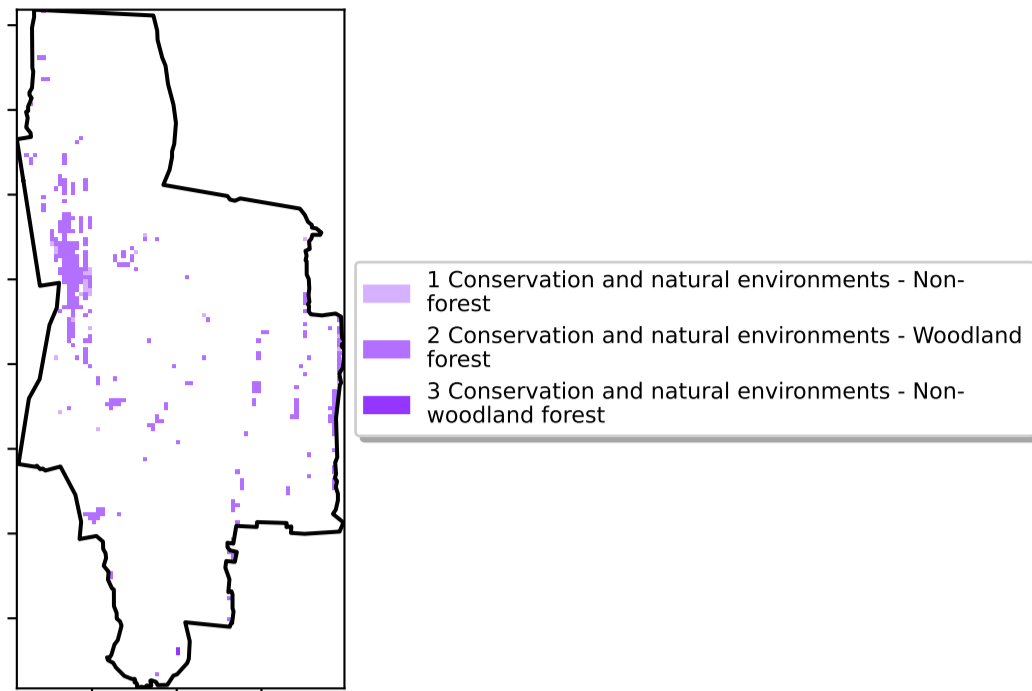 1 Conservation and natural environments - Non-
forest
2 Conservation and natural environments - Woodland
forest
3 Conservation and natural environments - Non-
woodland forest